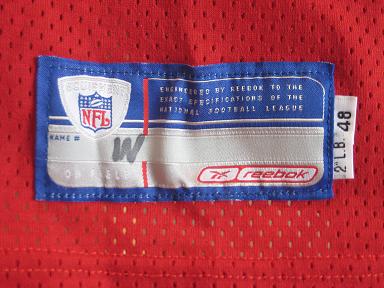 EQUIPMENT
NFL
ENGINEERED BY REEBOK TO THE
EXACT SPECIFICATIONS OF THE
NATIONAL FOOTBALL LEAGUE
NAME #
W
ON FIELD
Reebok
2" L.B. 48